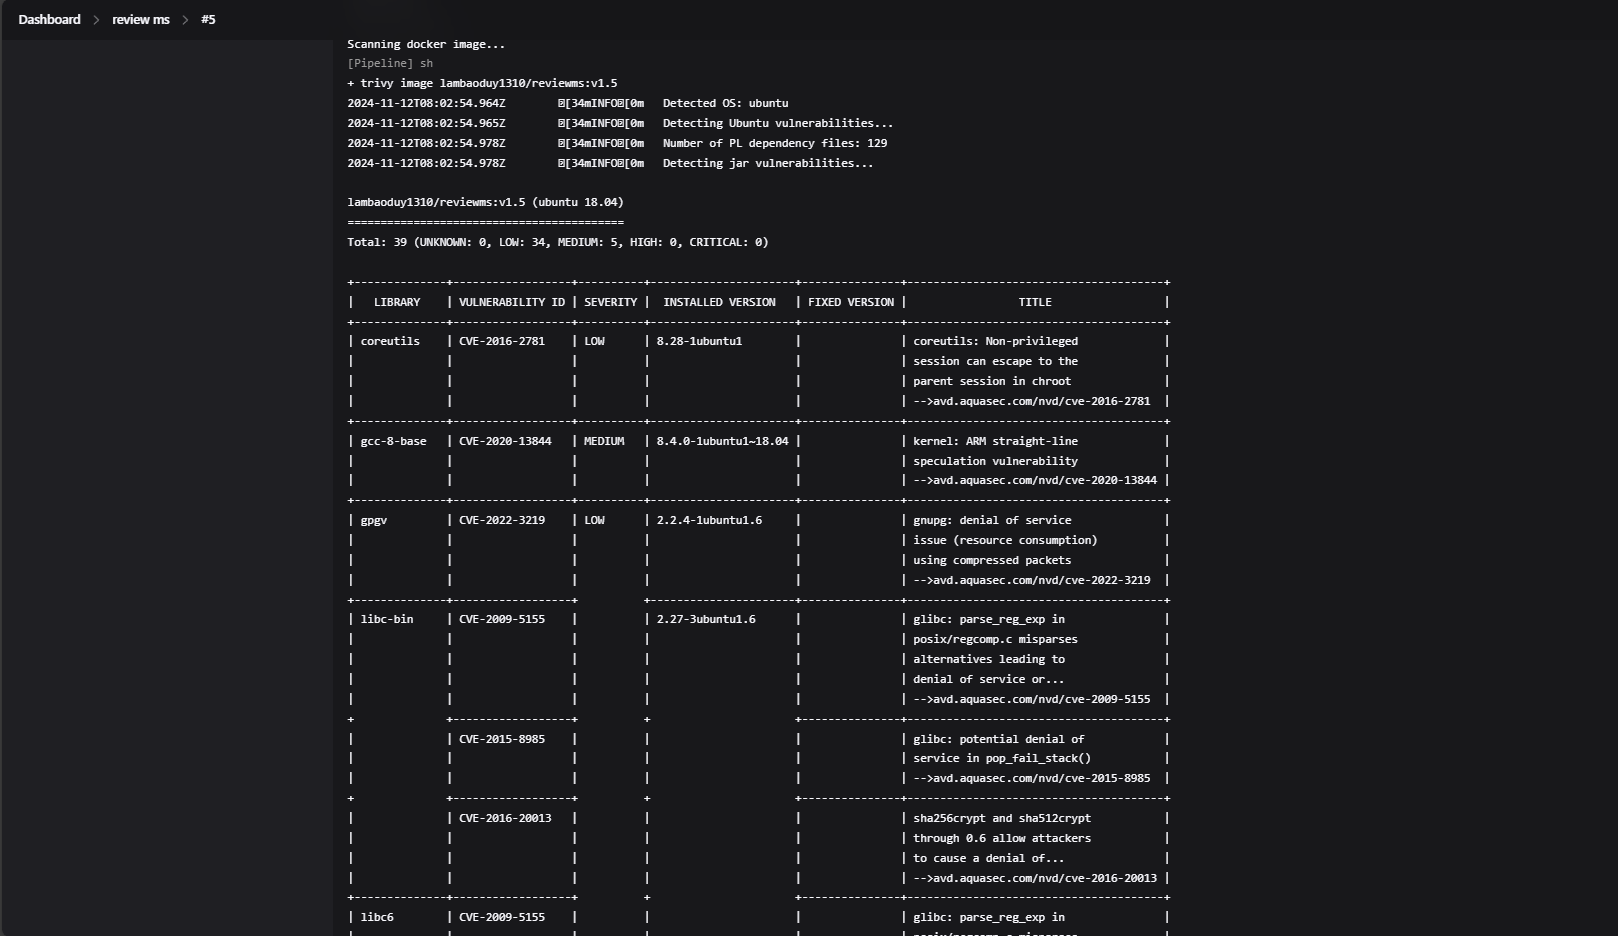 Dashboard > review ms > #5
Scanning docker image...
[Pipeline] sh
+ trivy image lambaoduy1310/reviewms:v1.5
2024-11-12T08:02:54.964Z [34mINFO[0m Detected OS: ubuntu
2024-11-12T08:02:54.965Z [34mINFO[0m Detecting Ubuntu vulnerabilities...
2024-11-12T08:02:54.978Z [34mINFO[0m Number of PL dependency files: 129
2024-11-12T08:02:54.978Z [34mINFO[0m Detecting jar vulnerabilities...
lambaoduy1310/reviewms:v1.5 (ubuntu 18.04)
==========================================
Total: 39 (UNKNOWN: 0, LOW: 34, MEDIUM: 5, HIGH: 0, CRITICAL: 0)
| LIBRARY | VULNERABILITY ID | SEVERITY | INSTALLED VERSION | FIXED VERSION | TITLE |
| coreutils | CVE-2016-2781 | LOW | 8.28-1ubuntu1 | | coreutils: Non-privileged |
| | | | | | session can escape to the |
| | | | | | parent session in chroot |
| | | | | | -->avd.aquasec.com/nvd/cve-2016-2781 |
| gcc-8-base | CVE-2020-13844 | MEDIUM | 8.4.0-1ubuntu1~18.04 | | kernel: ARM straight-line |
| | | | | | speculation vulnerability |
| | | | | | -->avd.aquasec.com/nvd/cve-2020-13844 |
| gpgv | CVE-2022-3219 | LOW | 2.2.4-1ubuntu1.6 | | gnupg: denial of service |
| | | | | | issue (resource consumption) |
| | | | | | using compressed packets |
| | | | | | -->avd.aquasec.com/nvd/cve-2022-3219 |
| libc-bin | CVE-2009-5155 | | 2.27-3ubuntu1.6 | | glibc: parse_reg_exp in |
| | | | | | posix/regcomp.c misparses |
| | | | | | alternatives leading to |
| | | | | | denial of service or... |
| | | | | | -->avd.aquasec.com/nvd/cve-2009-5155 |
| | CVE-2015-8985 | | | | glibc: potential denial of |
| | | | | | service in pop_fail_stack() |
| | | | | | -->avd.aquasec.com/nvd/cve-2015-8985 |
| | CVE-2016-20013 | | | | sha256crypt and sha512crypt |
| | | | | | through 0.6 allow attackers |
| | | | | | to cause a denial of... |
| | | | | | -->avd.aquasec.com/nvd/cve-2016-20013 |
| libc6 | CVE-2009-5155 | | | | glibc: parse_reg_exp in |